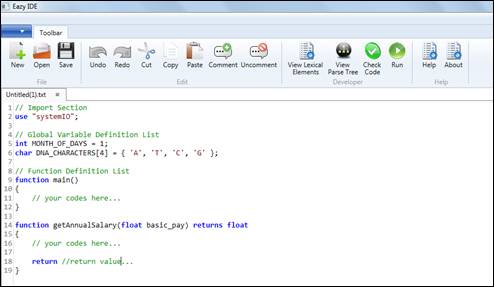 Eazy IDE
Toolbar
New Open Save Undo Redo Cut Copy Paste Comment Uncomment View Lexical Elements View Parse Tree Check Code Run Help About
File Edit Developer Help
Untitled(1).txt
1 // Import Section
2 use "systemIO";
3
4 // Global Variable Definition List
5 int MONTH_OF_DAYS = 1;
6 char DNA_CHARACTERS[4] = { 'A', 'T', 'C', 'G' };
7
8 // Function Definition List
9 function main()
10 {
11 // your codes here...
12 }
13
14 function getAnnualSalary(float basic_pay) returns float
15 {
16 // your codes here...
17
18 return //return value...
19 }